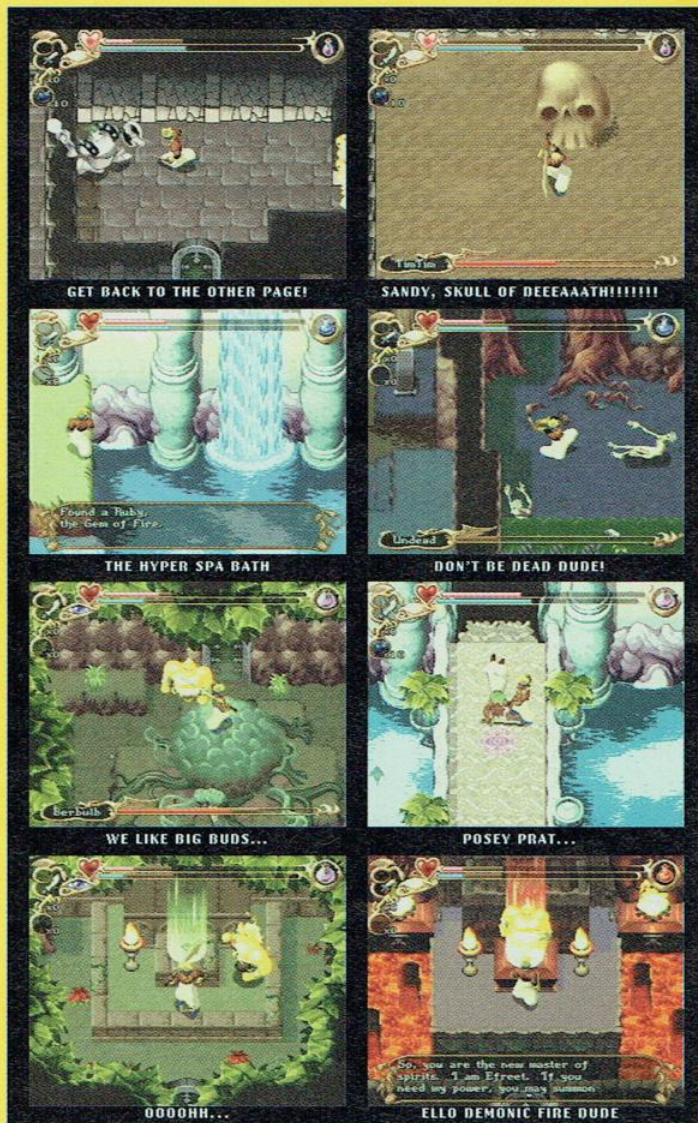 GET BACK TO THE OTHER PAGE!
TimTim
SANDY, SKULL OF DEEEAAATH!!!!!!!
Found a Ruby,
the Gem of Fire.
THE HYPER SPA BATH
Undead
DON'T BE DEAD DUDE!
Berbulb
WE LIKE BIG BUDS...
POSEY PRAT...
OOOOHH...
So, you are the new master of
spirits. I am Efreet. If you
need my power, you may summon
ELLO DEMONIC FIRE DUDE